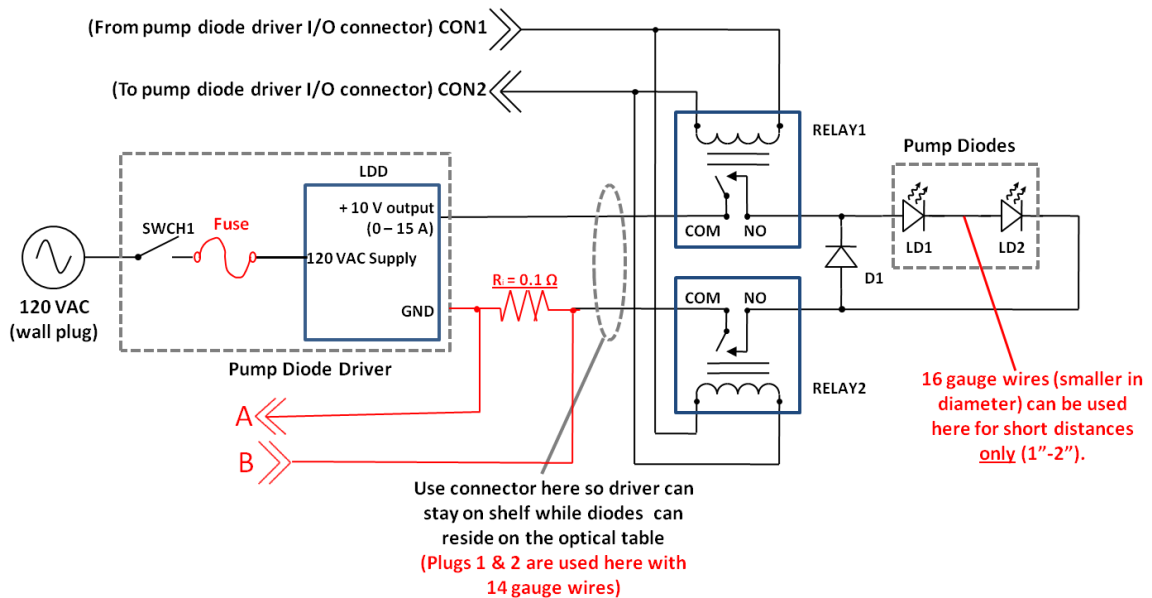 (From pump diode driver I/O connector) CON1
(To pump diode driver I/O connector) CON2
RELAY1
Pump Diodes
LDD
+ 10 V output
(0 – 15 A)
SWCH1
Fuse
COM
NO
LD1
LD2
120 VAC Supply
D1
120 VAC
(wall plug)
GND
Rᵢ = 0.1 Ω
COM
NO
Pump Diode Driver
RELAY2
A
B
16 gauge wires (smaller in
diameter) can be used
here for short distances
only (1”-2”).
Use connector here so driver can
stay on shelf while diodes can
reside on the optical table
(Plugs 1 & 2 are used here with
14 gauge wires)